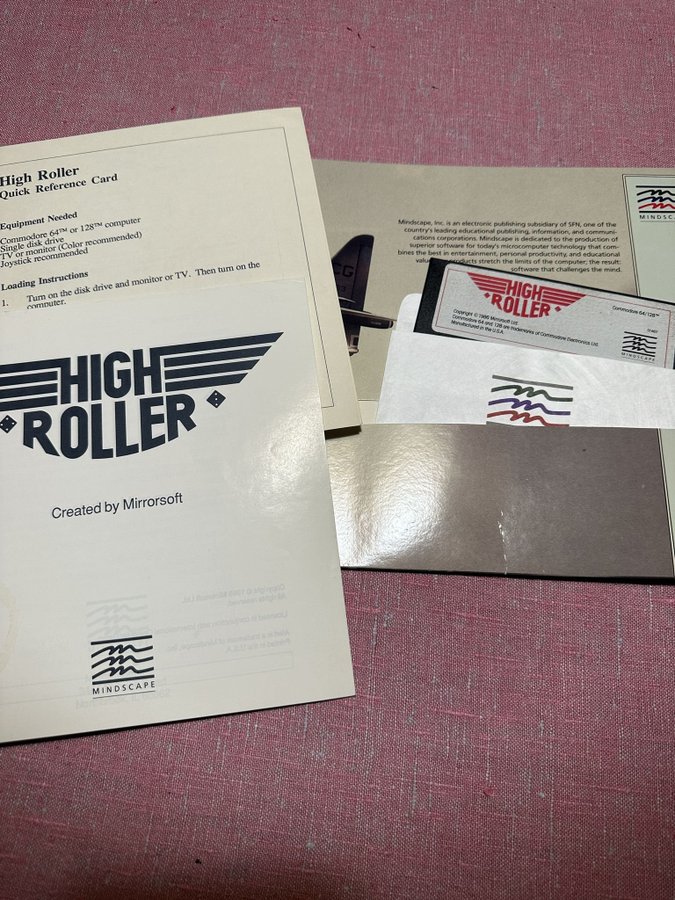 High Roller
Quick Reference Card
Equipment Needed
Commodore 64™ or 128™ computer
Single disk drive
TV or monitor (Color recommended)
Joystick recommended
Loading Instructions
1. Turn on the disk drive and monitor or TV. Then turn on the
computer.
HIGH
ROLLER
Created by Mirrorsoft
MINDSCAPE
Mindscape, Inc. is an electronic publishing subsidiary of SFN, one of the
country's leading educational publishing, information, and communi-
cations corporations. Mindscape is dedicated to the production of
superior software for today's microcomputer technology that com-
bines the best in entertainment, personal productivity, and educational
products stretch the limits of the computer; the result:
software that challenges the mind.
MINDSC
HIGH
ROLLER
Commodore 64/128™
Copyright © 1986 Mirrorsoft Ltd.
Commodore 64 and 128 are trademarks of Commodore Electronics Ltd.
Manufactured in the U.S.A.
MINDSCAPE